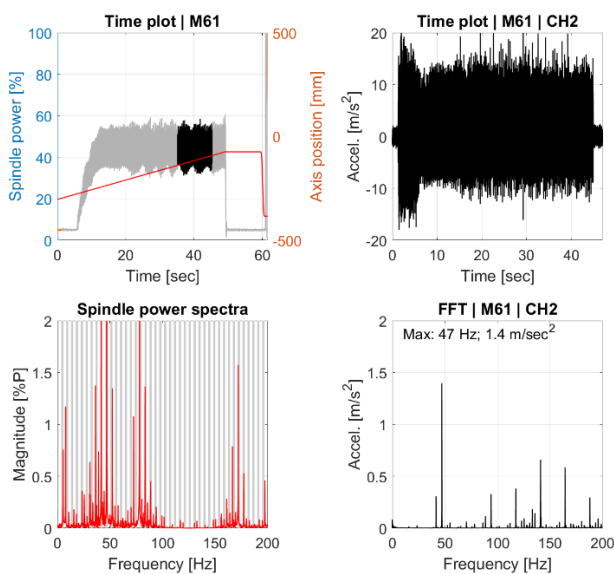 Time plot | M61
100
80
60
40
20
0
Spindle power [%]
500
0
-500
Axis position [mm]
0 20 40 60
Time [sec]
Time plot | M61 | CH2
20
10
0
-10
-20
Accel. [m/s²]
0 10 20 30 40
Time [sec]
Spindle power spectra
2
1.5
1
0.5
0
Magnitude [%P]
0 50 100 150 200
Frequency [Hz]
FFT | M61 | CH2
Max: 47 Hz; 1.4 m/sec²
2
1.5
1
0.5
0
Accel. [m/s²]
0 50 100 150 200
Frequency [Hz]